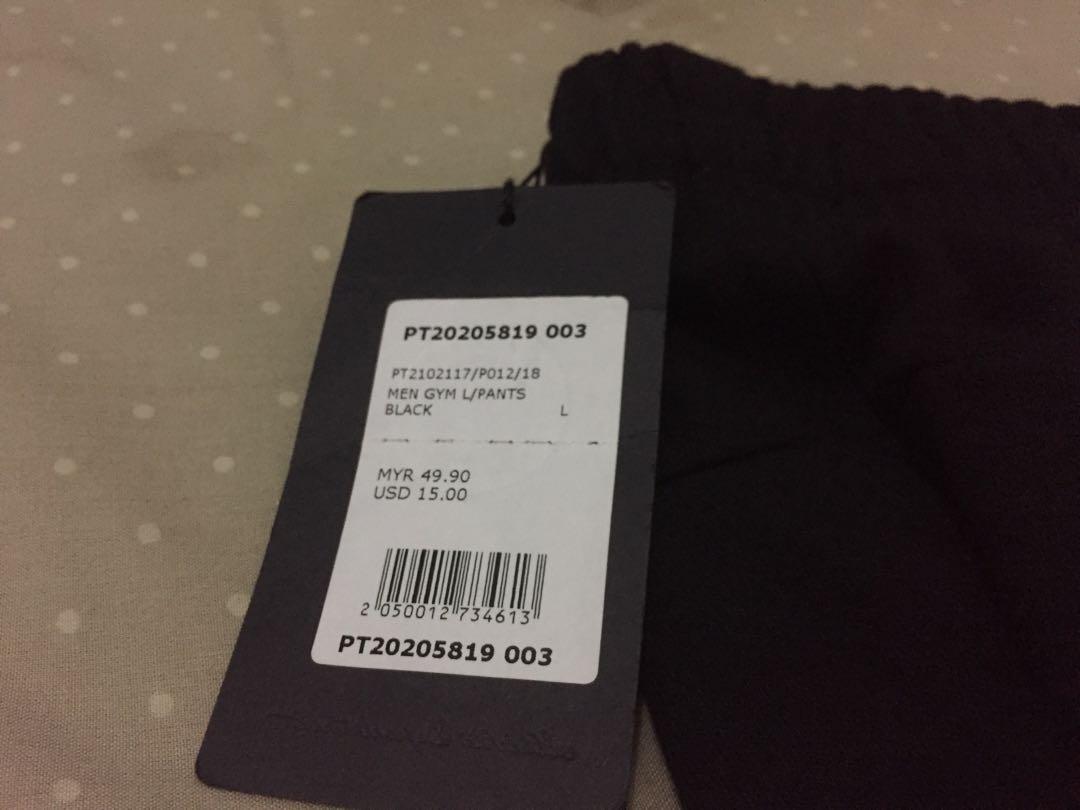 PT20205819 003
PT2102117/P012/18
MEN GYM L/PANTS
BLACK L
MYR 49.90
USD 15.00
2 050012 734613
PT20205819 003